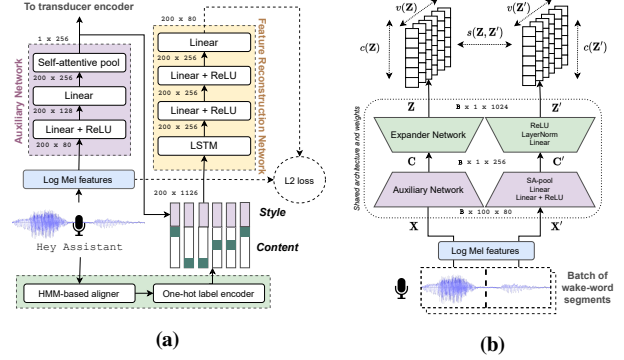 To transducer encoder
200 x 80
1 x 256
Self-attentive pool
200 x 256
Linear
200 x 128
Linear + ReLU
200 x 80
Auxiliary Network
Linear
200 x 256
Linear + ReLU
200 x 256
Linear + ReLU
200 x 256
LSTM
Feature Reconstruction Network
Log Mel features
L2 loss
200 x 1126
Style
Content
Hey Assistant
HMM-based aligner
One-hot label encoder
(a)
v(Z)
v(Z′)
c(Z)
s(Z, Z′)
c(Z′)
Z
B x 1 x 1024
Z′
Expander Network
ReLU
LayerNorm
Linear
C
B x 1 x 256
C′
Auxiliary Network
SA-pool
Linear
Linear + ReLU
B x 100 x 80
X
X′
Shared architecture and weights
Log Mel features
Batch of
wake-word
segments
(b)